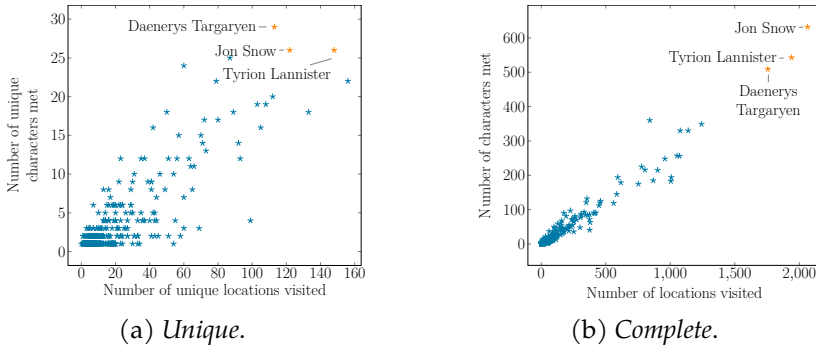 30
25
20
15
10
5
0
Number of unique
characters met
Daenerys Targaryen
Jon Snow
Tyrion Lannister
0 20 40 60 80 100 120 140 160
Number of unique locations visited
(a) Unique.
600
500
400
300
200
100
0
Number of characters met
Jon Snow
Tyrion Lannister
Daenerys
Targaryen
0 500 1,000 1,500 2,000
Number of locations visited
(b) Complete.